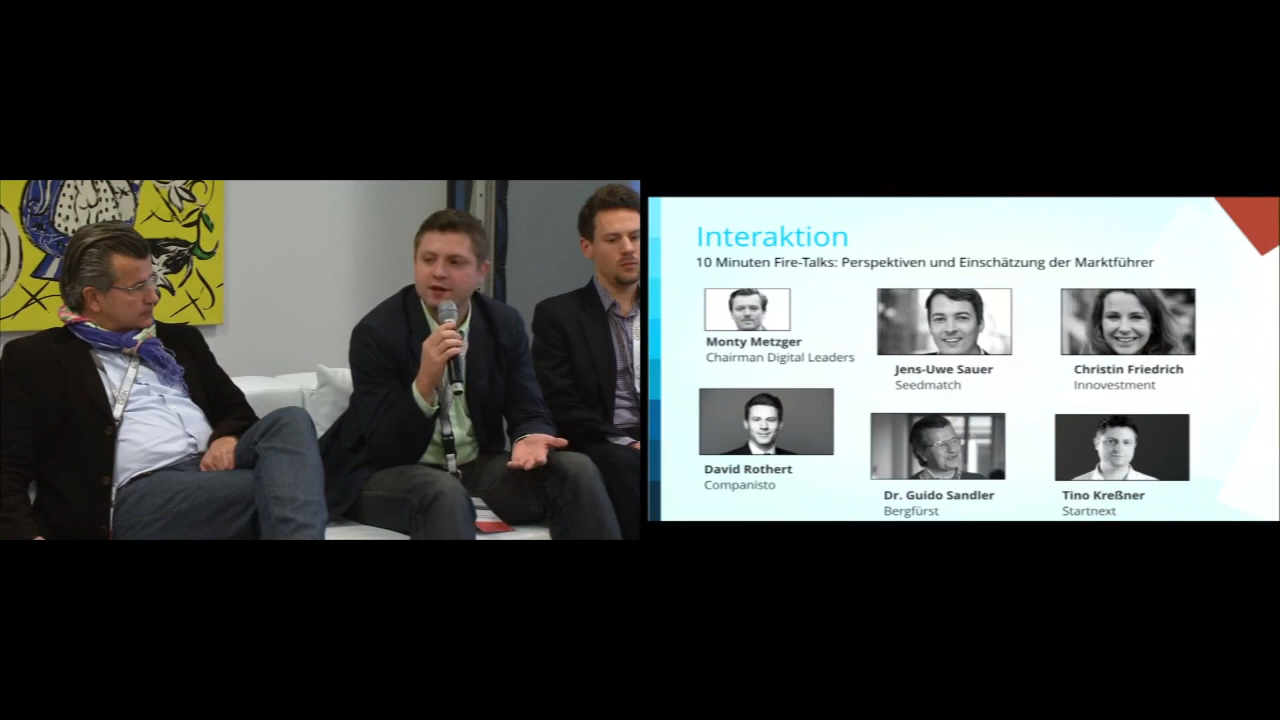 Interaktion
10 Minuten Fire-Talks: Perspektiven und Einschätzung der Marktführer
Monty Metzger
Chairman Digital Leaders
Jens-Uwe Sauer
Seedmatch
Christin Friedrich
Innovestment
David Rothert
Companisto
Dr. Guido Sandler
Bergfürst
Tino Kreßner
Startnext